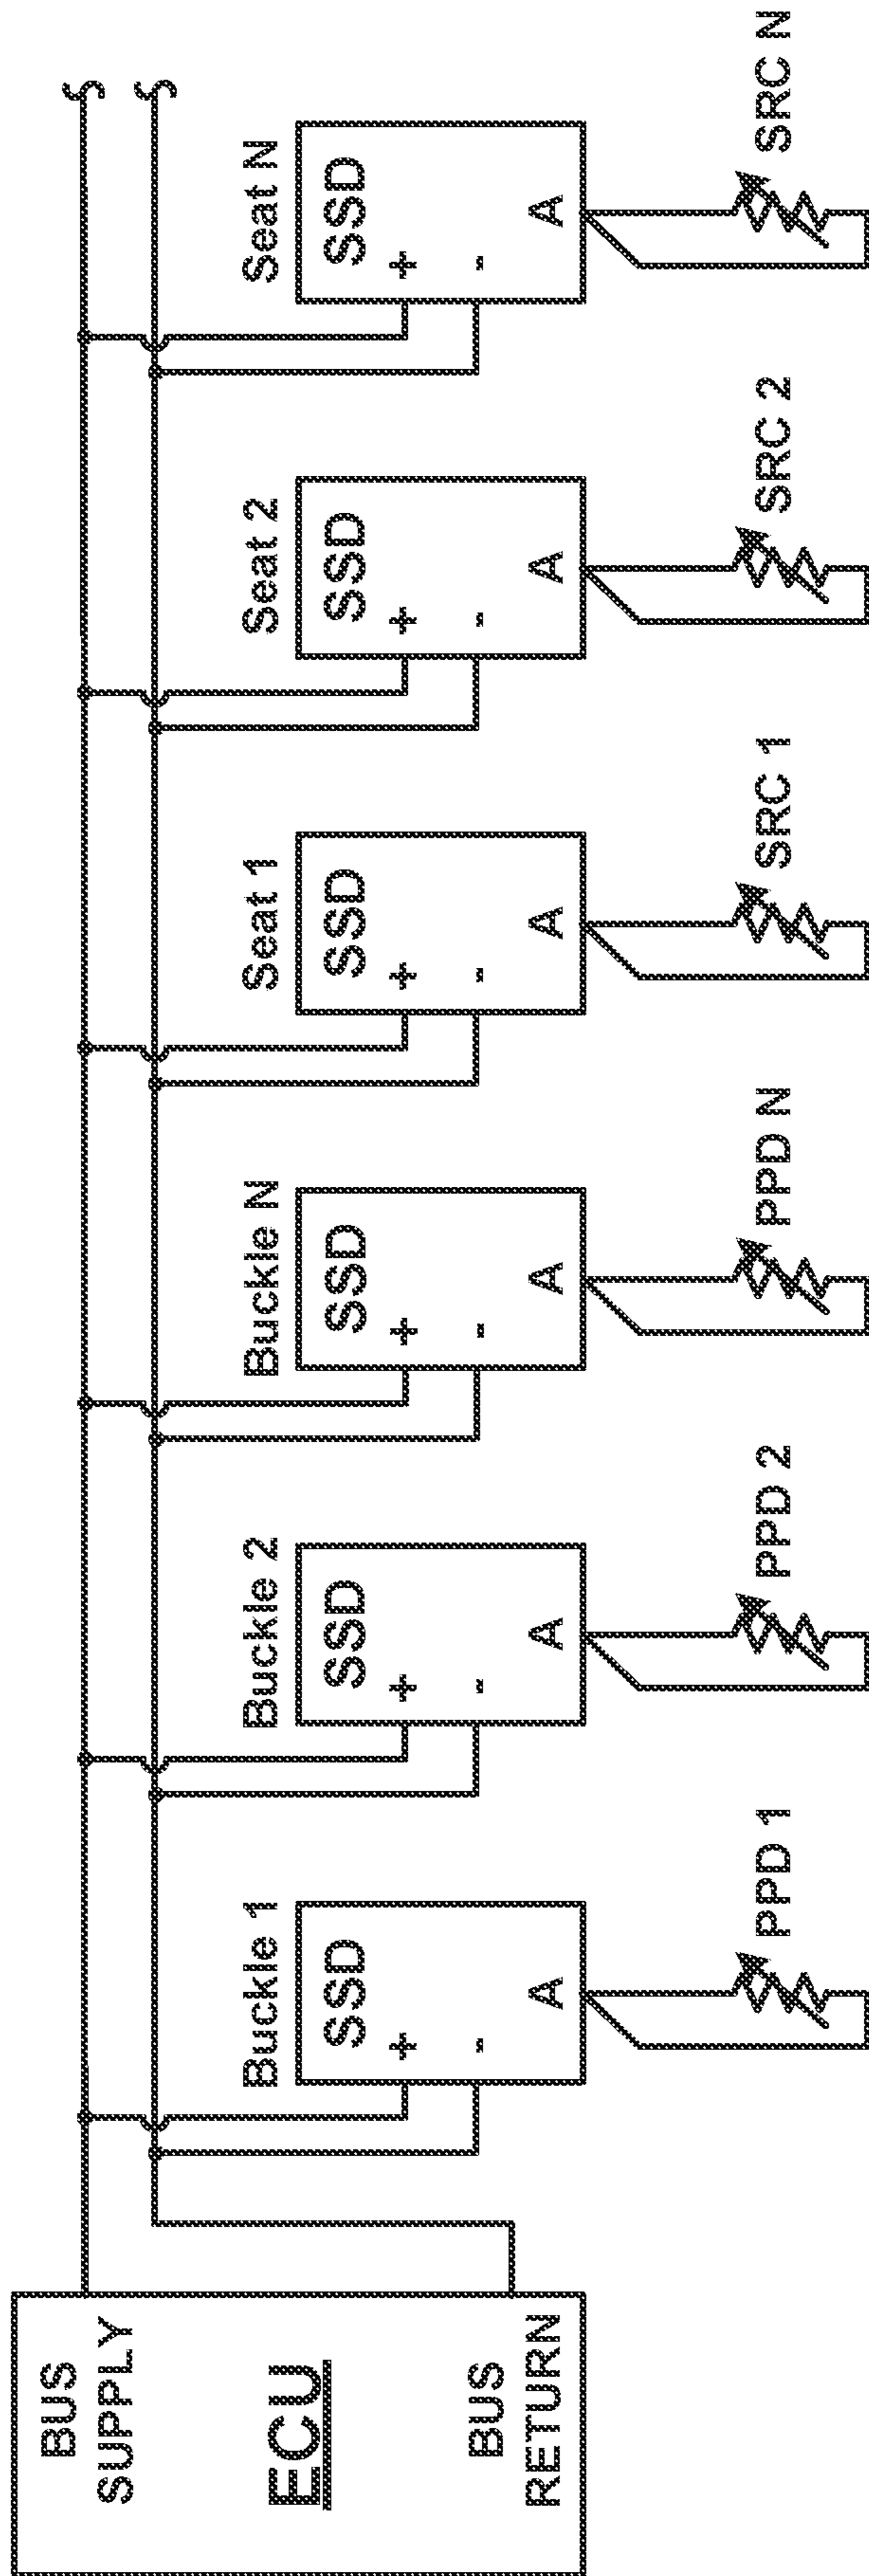 BUS
SUPPLY
ECU
BUS
RETURN
Buckle 1
SSD
+
-
A
PPD 1
Buckle 2
SSD
+
-
A
PPD 2
Buckle N
SSD
+
-
A
PPD N
Seat 1
SSD
+
-
A
SRC 1
Seat 2
SSD
+
-
A
SRC 2
Seat N
SSD
+
-
A
SRC N